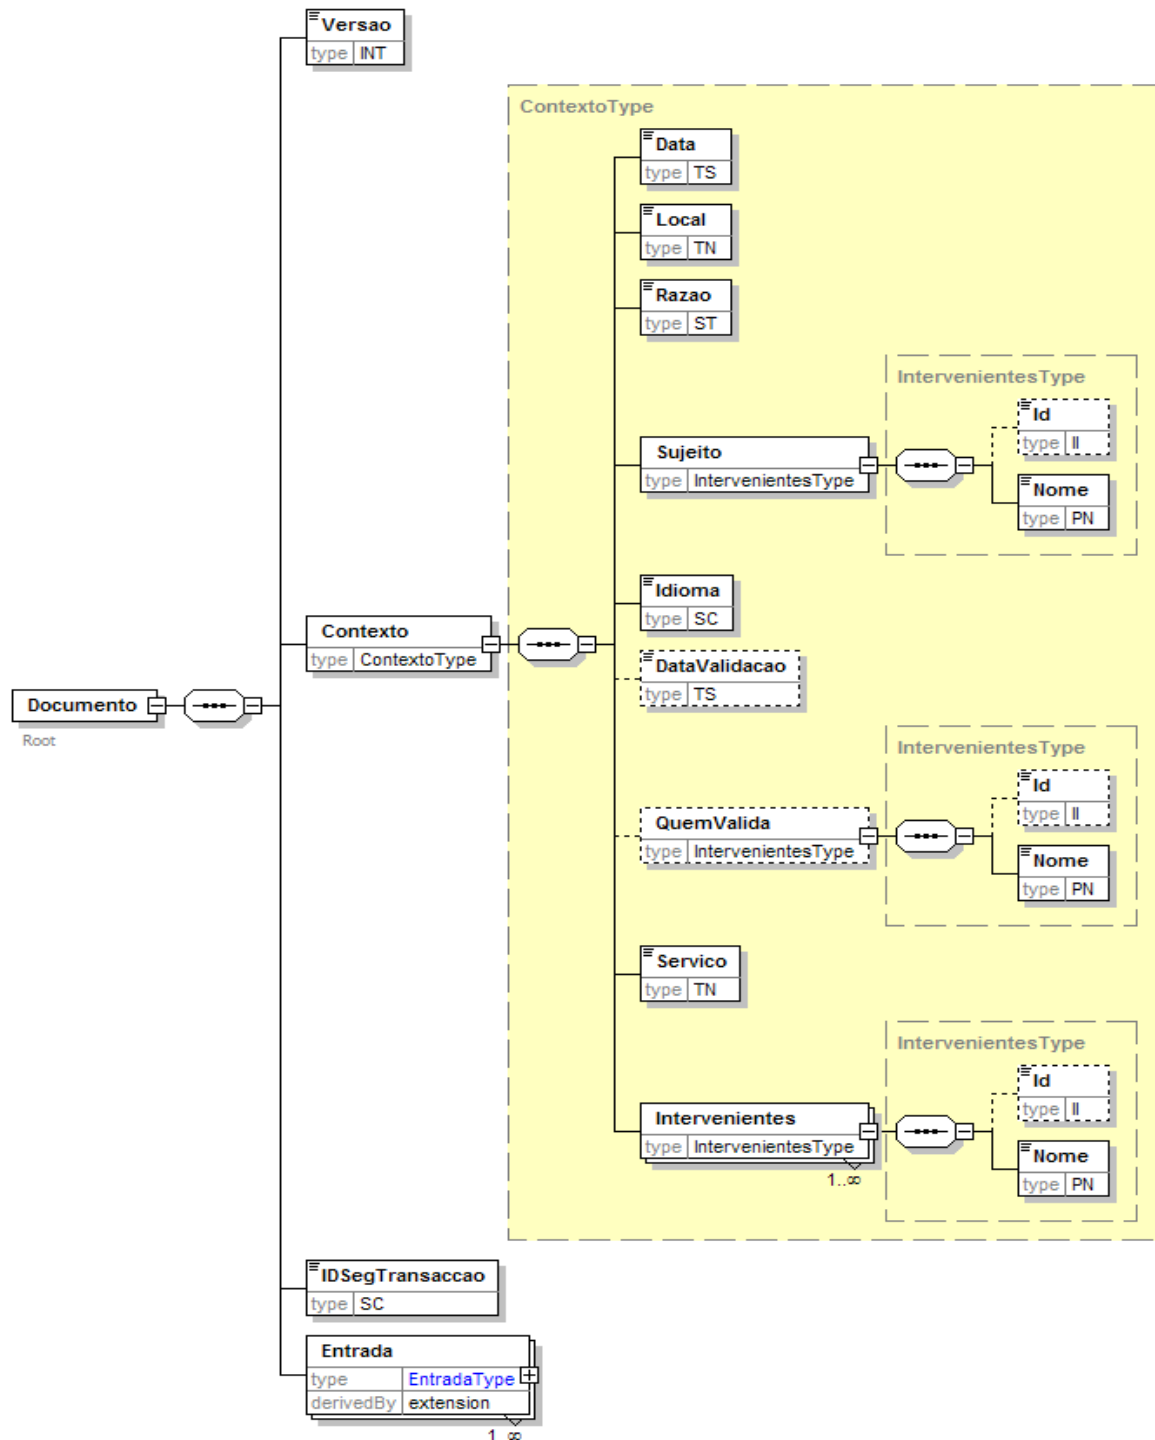 Versao
type INT
ContextoType
Data
type TS
Local
type TN
Razao
type ST
IntervenientesType
Id
type II
Sujeito
type IntervenientesType
Nome
type PN
Idioma
type SC
Contexto
type ContextoType
DataValidacao
type TS
Documento
Root
IntervenientesType
Id
type II
QuemValida
type IntervenientesType
Nome
type PN
Servico
type TN
IntervenientesType
Id
type II
Intervenientes
type IntervenientesType
1..∞
Nome
type PN
IDSegTransaccao
type SC
Entrada
type EntradaType
derivedBy extension
1..∞